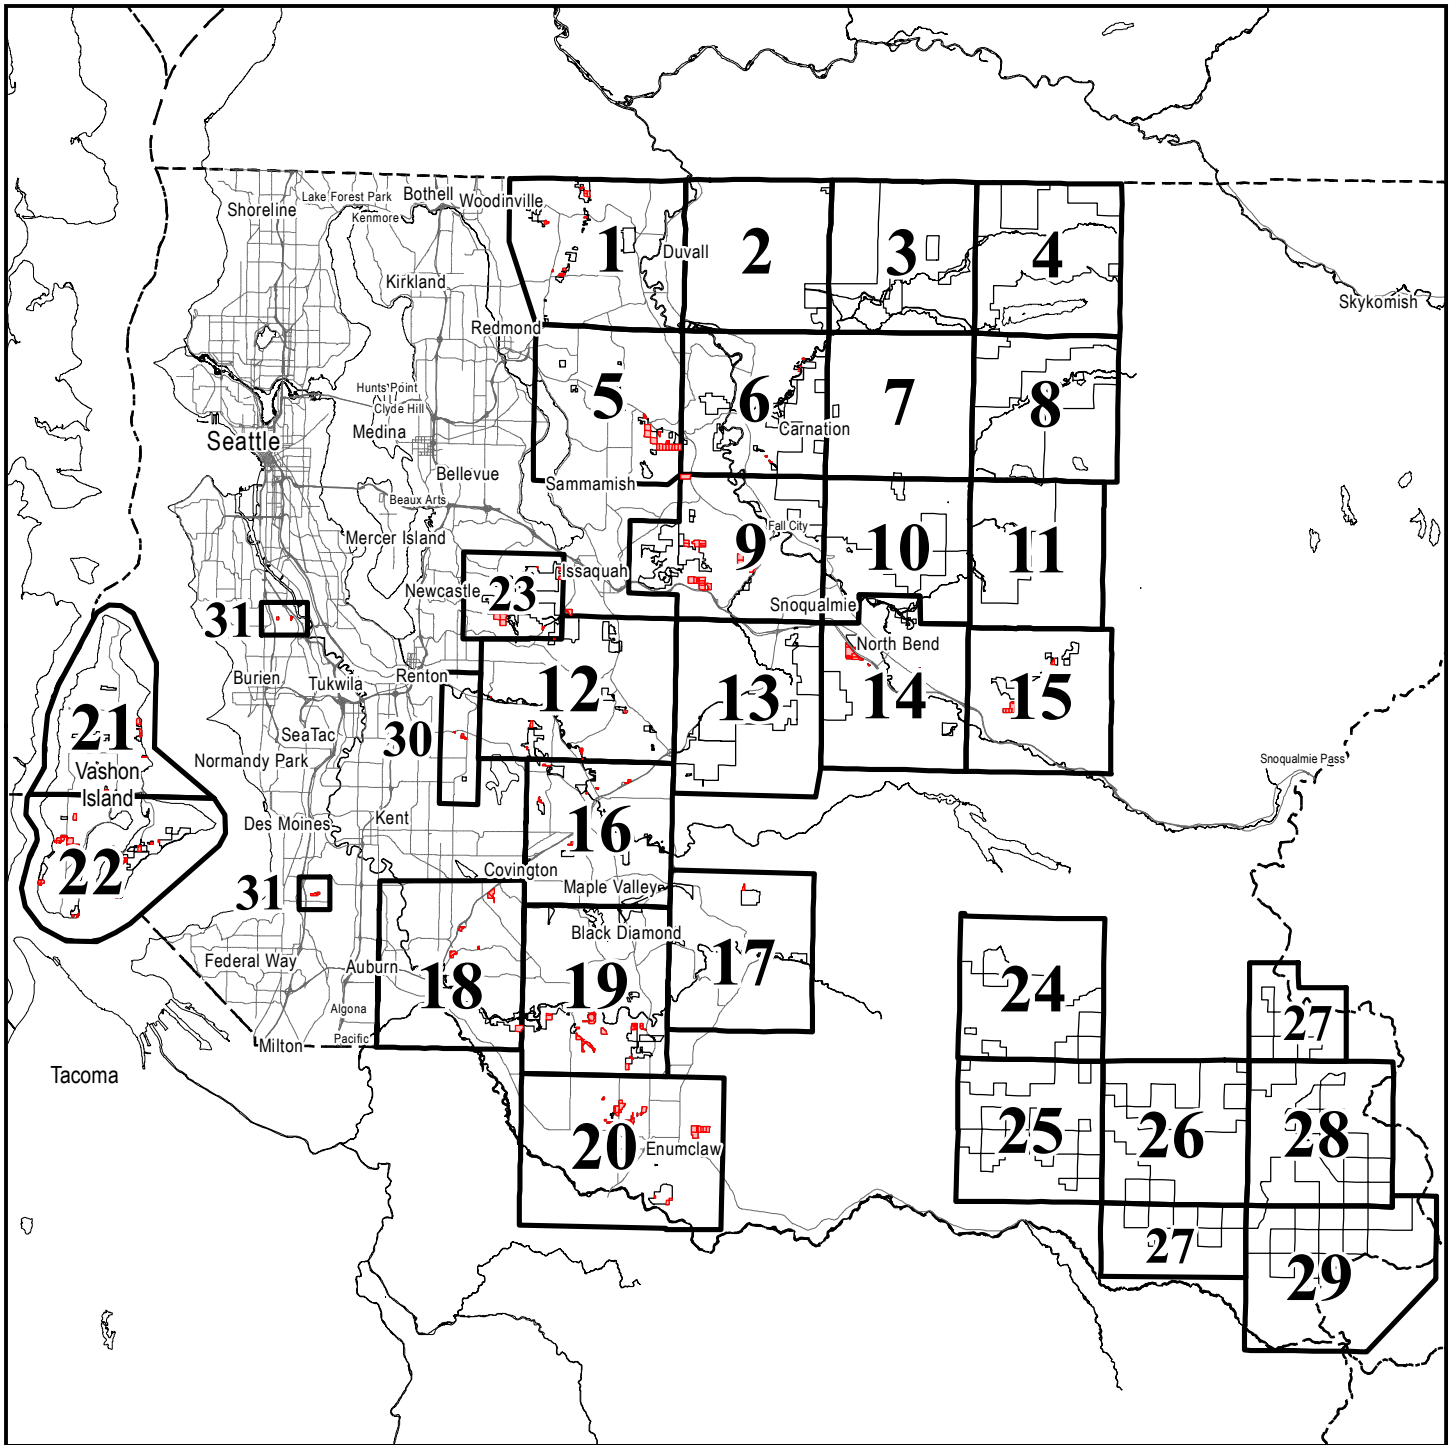 Lake Forest Park
Bothell
Woodinville
Shoreline
Kenmore
1
2
3
4
Duvall
Kirkland
Skykomish
Redmond
Hunts Point
Clyde Hill
5
6
7
8
Medina
Carnation
Seattle
Bellevue
Sammamish
Beaux Arts
Mercer Island
Fall City
9
10
11
Issaquah
Newcastle
23
Snoqualmie
31
North Bend
Renton
Burien
Tukwila
12
13
14
15
21
SeaTac
30
Normandy Park
Snoqualmie Pass
Vashon
Island
Des Moines
Kent
16
22
Covington
31
Maple Valley
Black Diamond
17
Federal Way
Auburn
18
19
24
Algona
27
Pacific
Milton
Tacoma
20
Enumclaw
25
26
28
27
29